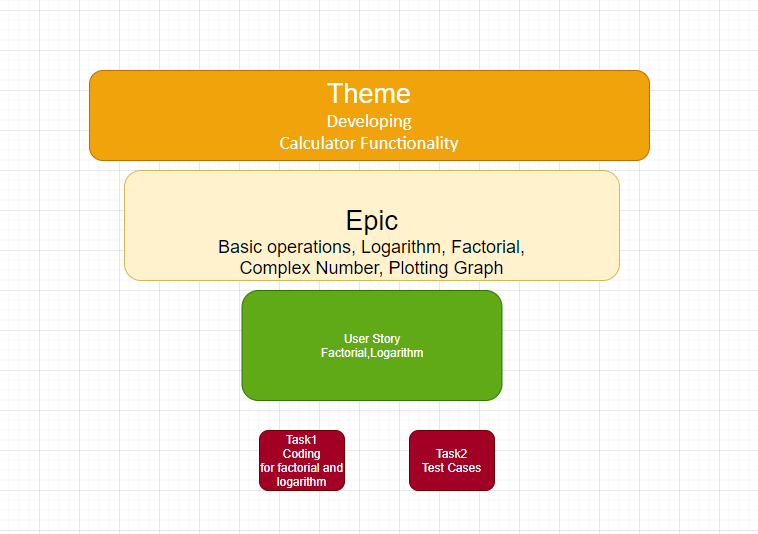 Theme
Developing
Calculator Functionality
Epic
Basic operations, Logarithm, Factorial,
Complex Number, Plotting Graph
User Story
Factorial,Logarithm
Task1
Coding
for factorial and
logarithm
Task2
Test Cases